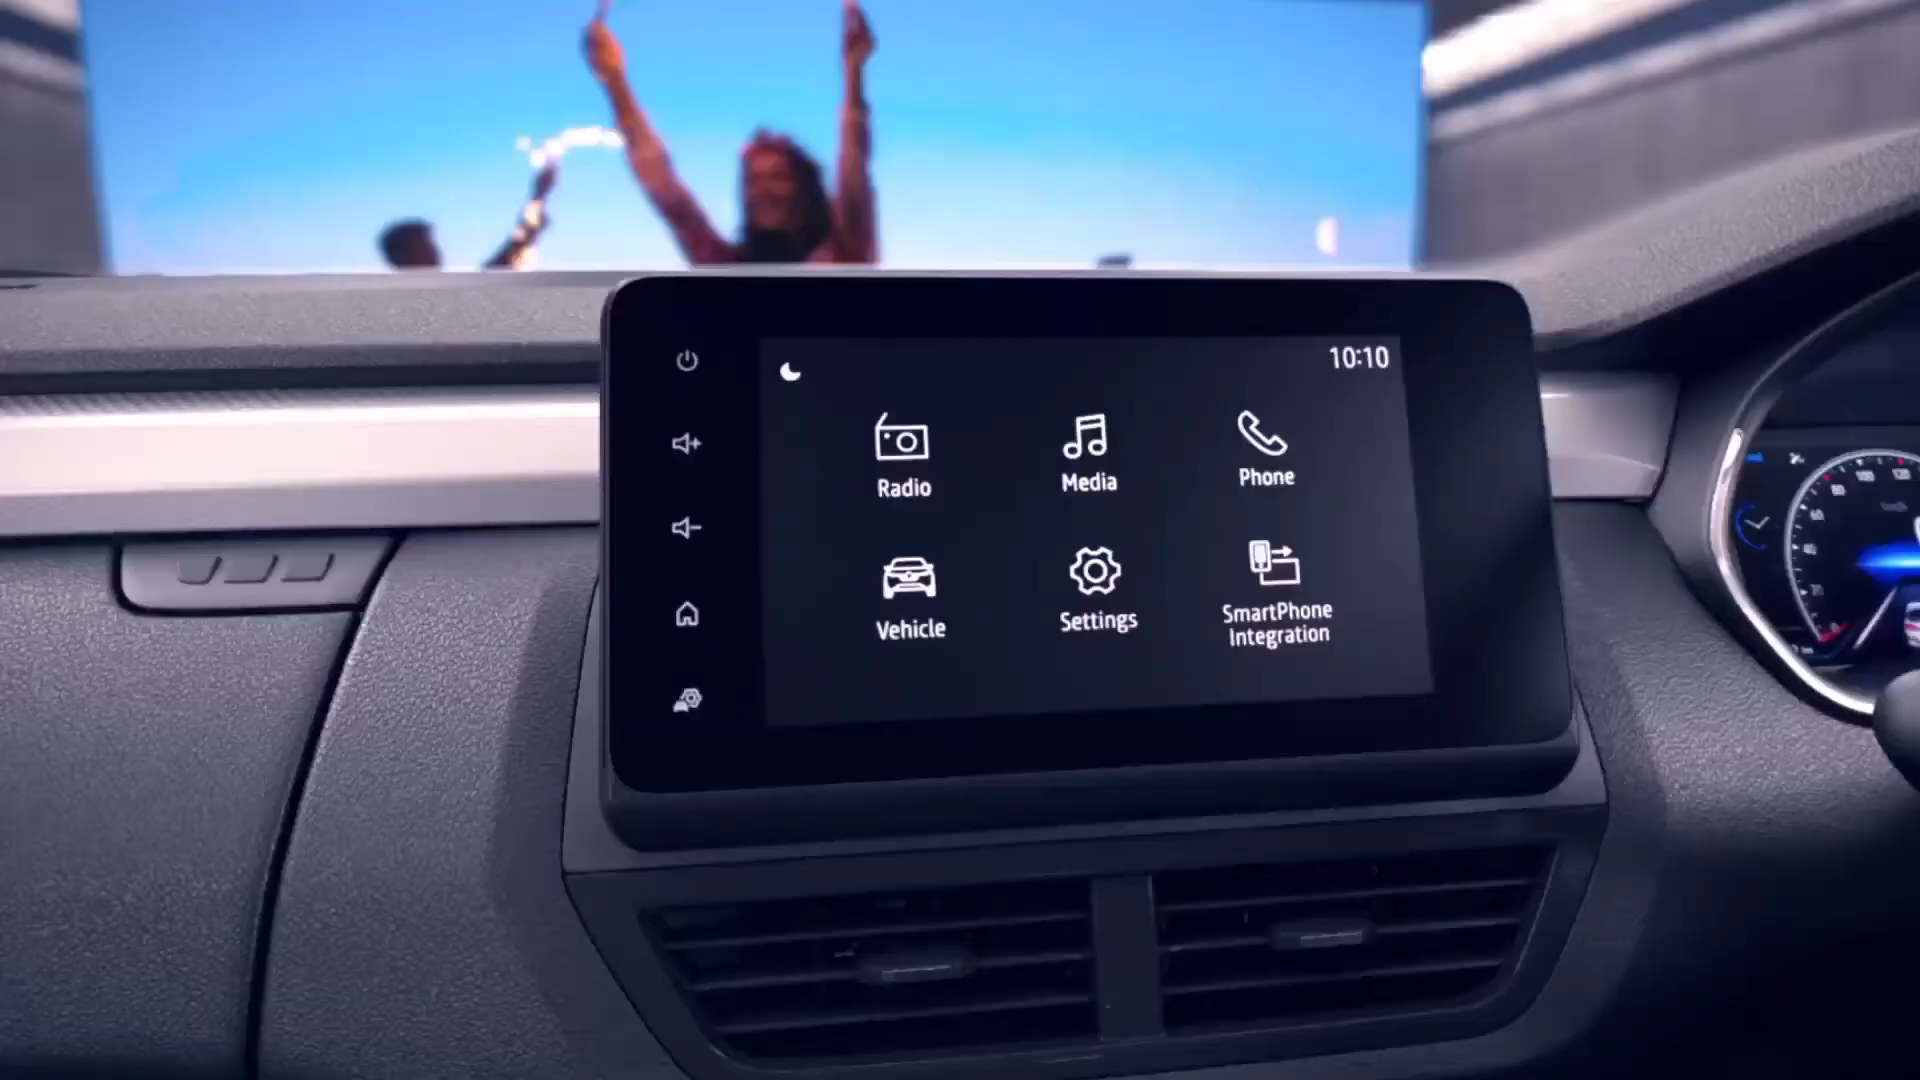 10:10
Radio
Media
Phone
Vehicle
Settings
SmartPhone
Integration